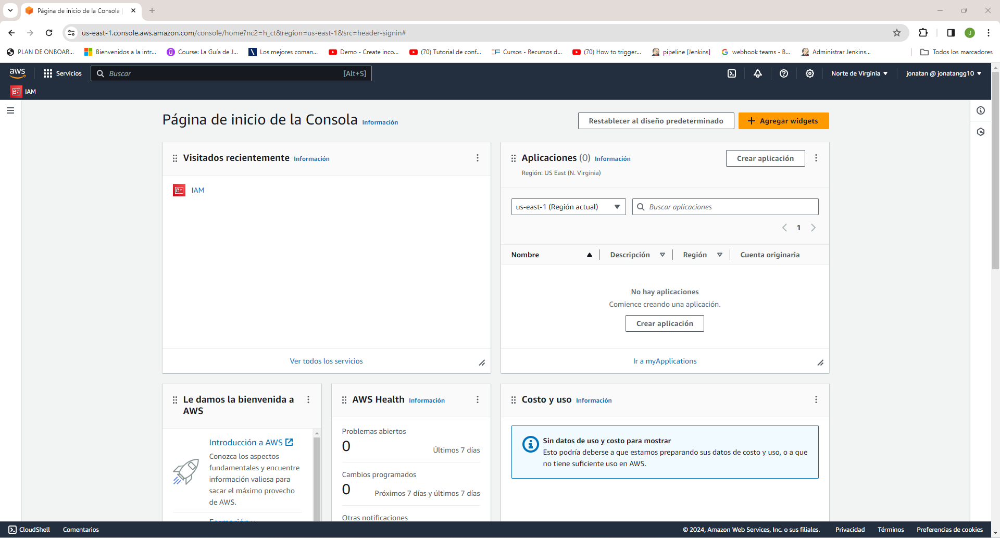 Página de inicio de la Consola |
us-east-1.console.aws.amazon.com/console/home?nc2=h_ct&region=us-east-1&src=header-signin#
J
PLAN DE ONBOAR...
Bienvenidos a la intr...
Course: La Guía de J...
Los mejores coman...
Demo - Create inco...
(70) Tutorial de conf...
Cursos - Recursos d...
(70) How to trigger...
pipeline [Jenkins]
webhook teams - B...
Administrar Jenkins...
Todos los marcadores
aws
Servicios
Buscar
[Alt+S]
Norte de Virginia
jonatan @ jonatangg10
IAM
Página de inicio de la Consola Información
Restablecer al diseño predeterminado
Agregar widgets
Visitados recientemente Información
IAM
Ver todos los servicios
Aplicaciones (0) Información
Región: US East (N. Virginia)
Crear aplicación
us-east-1 (Región actual)
Buscar aplicaciones
1
Nombre
Descripción
Región
Cuenta originaria
No hay aplicaciones
Comience creando una aplicación.
Crear aplicación
Ir a myApplications
Le damos la bienvenida a
AWS
Introducción a AWS
Conozca los aspectos
fundamentales y encuentre
información valiosa para
sacar el máximo provecho
de AWS.
Formación y
AWS Health Información
Problemas abiertos
0
Últimos 7 días
Cambios programados
0
Próximos 7 días y últimos 7 días
Otras notificaciones
Costo y uso Información
Sin datos de uso y costo para mostrar
Esto podría deberse a que estamos preparando sus datos de costo y uso, o a que
no tiene suficiente uso en AWS.
CloudShell
Comentarios
© 2024, Amazon Web Services, Inc. o sus filiales.
Privacidad
Términos
Preferencias de cookies